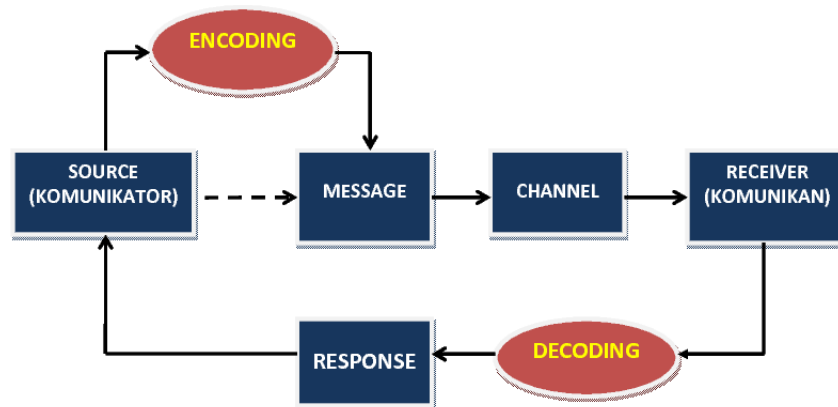 ENCODING
SOURCE
(KOMUNIKATOR)
MESSAGE
CHANNEL
RECEIVER
(KOMUNIKAN)
RESPONSE
DECODING